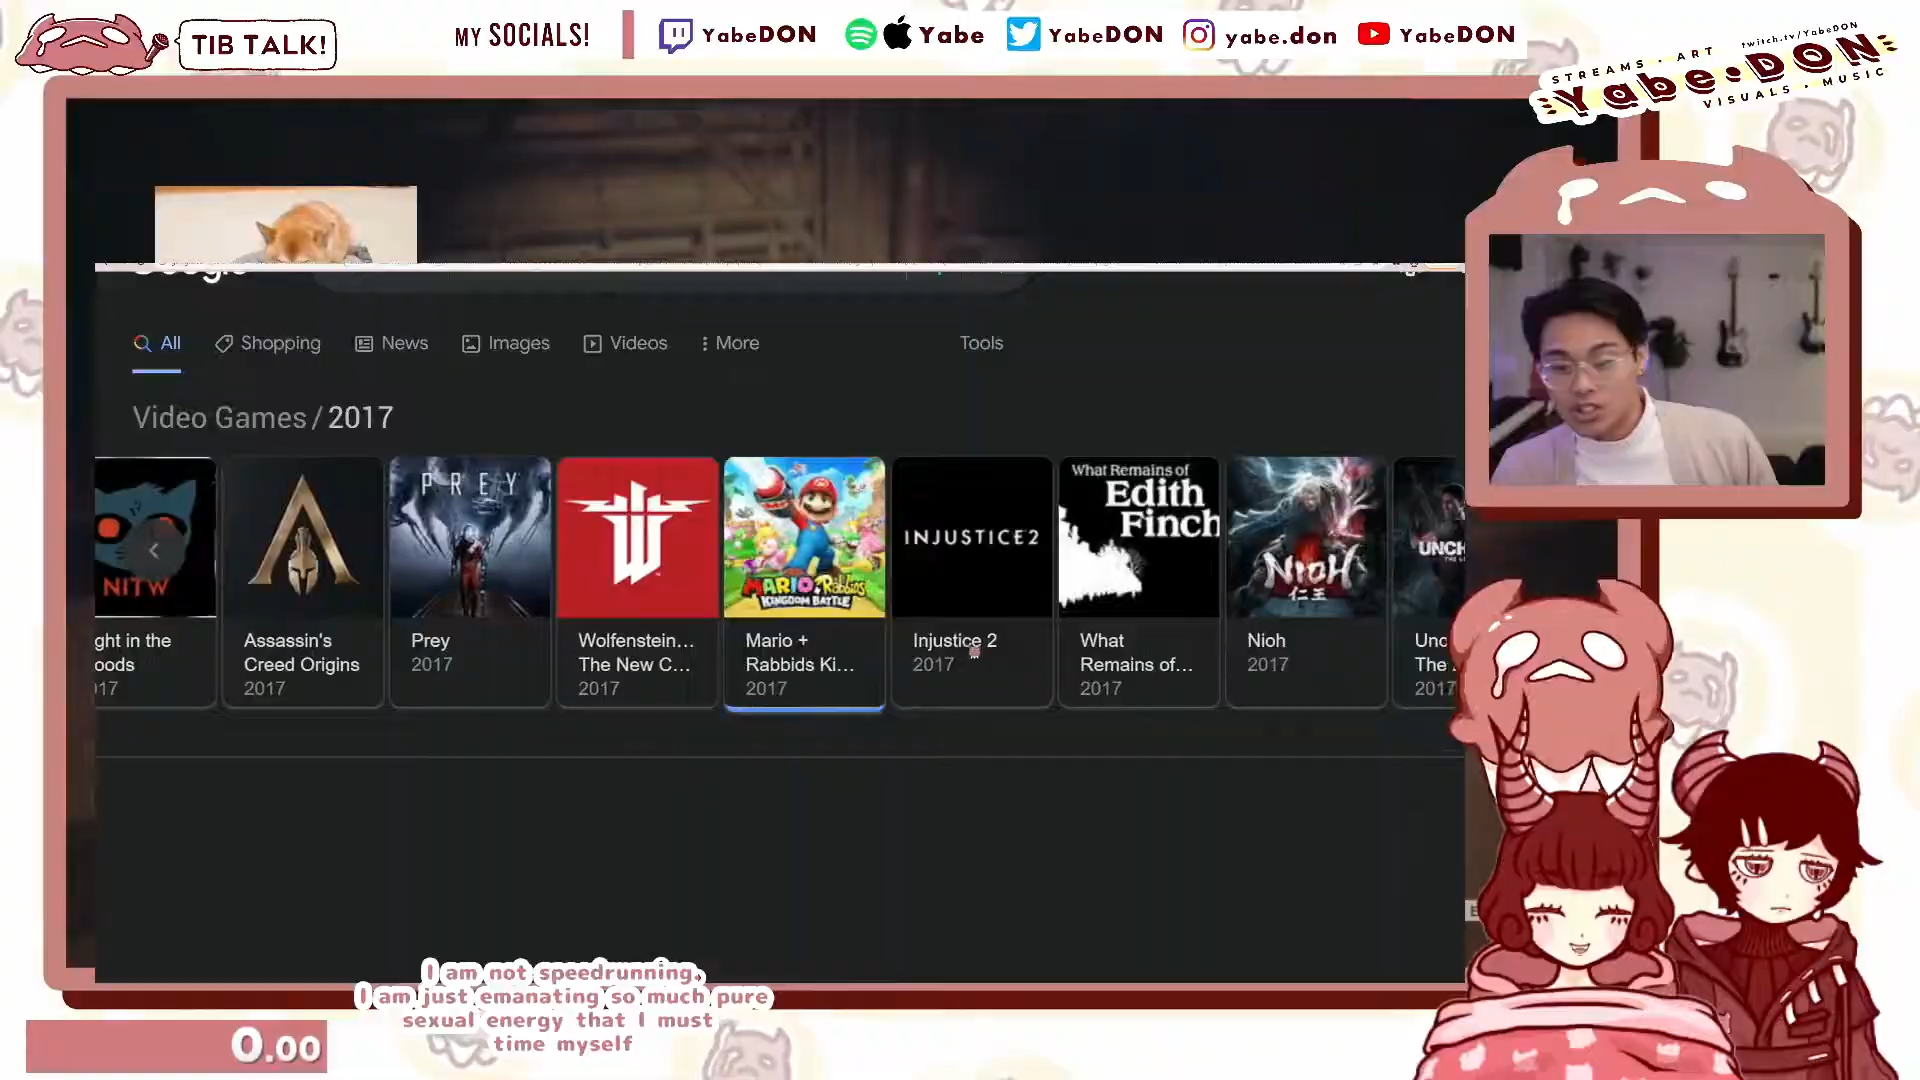 TIB TALK!
MY SOCIALS!
YabeDON
Yabe
YabeDON
yabe.don
YabeDON
twitch.tv/YabeDON
STREAMS · ART
Yabe•DON
VISUALS · MUSIC
Google
All
Shopping
News
Images
Videos
More
Tools
Video Games / 2017
NITW
PREY
MARIO + Rabbids
KINGDOM BATTLE
INJUSTICE 2
What Remains of
Edith
Finch
NIOH
仁王
UNCH
ght in the
oods
017
Assassin's
Creed Origins
2017
Prey
2017
Wolfenstein...
The New C...
2017
Mario +
Rabbids Ki...
2017
Injustice 2
2017
What
Remains of...
2017
Nioh
2017
Unc
The
2017
I am not speedrunning,
I am just emanating so much pure
sexual energy that I must
time myself
0.00